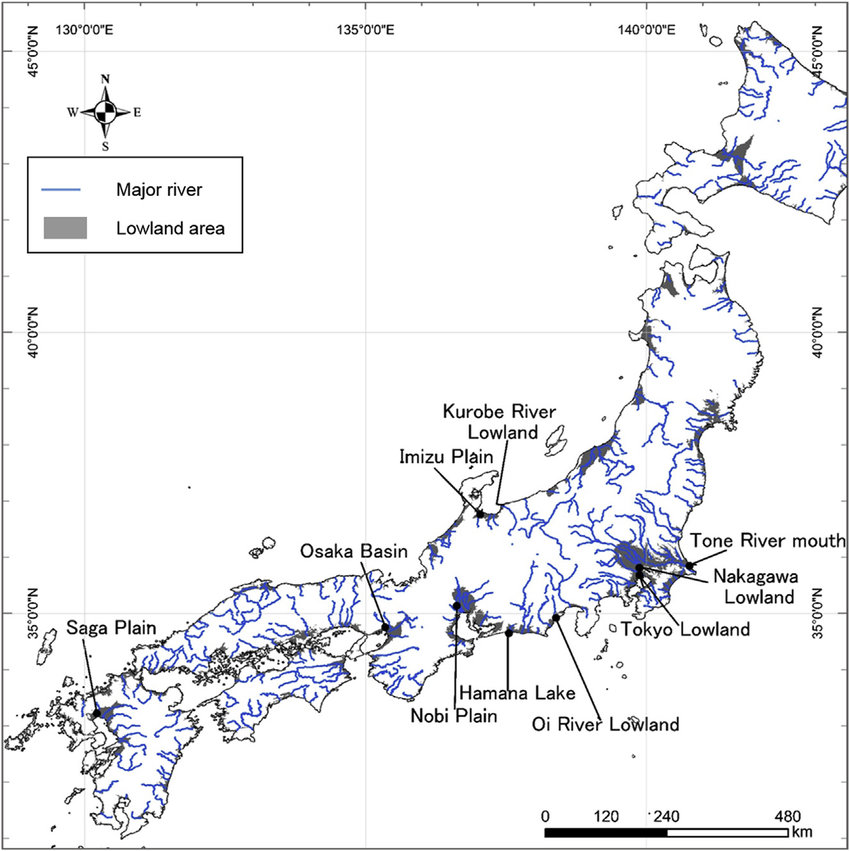 130°0'0"E
135°0'0"E
140°0'0"E
45°0'0"N
45°0'0"N
N
W
E
S
Major river
Lowland area
40°0'0"N
40°0'0"N
Kurobe River
Lowland
Imizu Plain
Osaka Basin
Tone River mouth
Nakagawa
Lowland
35°0'0"N
35°0'0"N
Saga Plain
Tokyo Lowland
Hamana Lake
Nobi Plain
Oi River Lowland
0 120 240 480
km